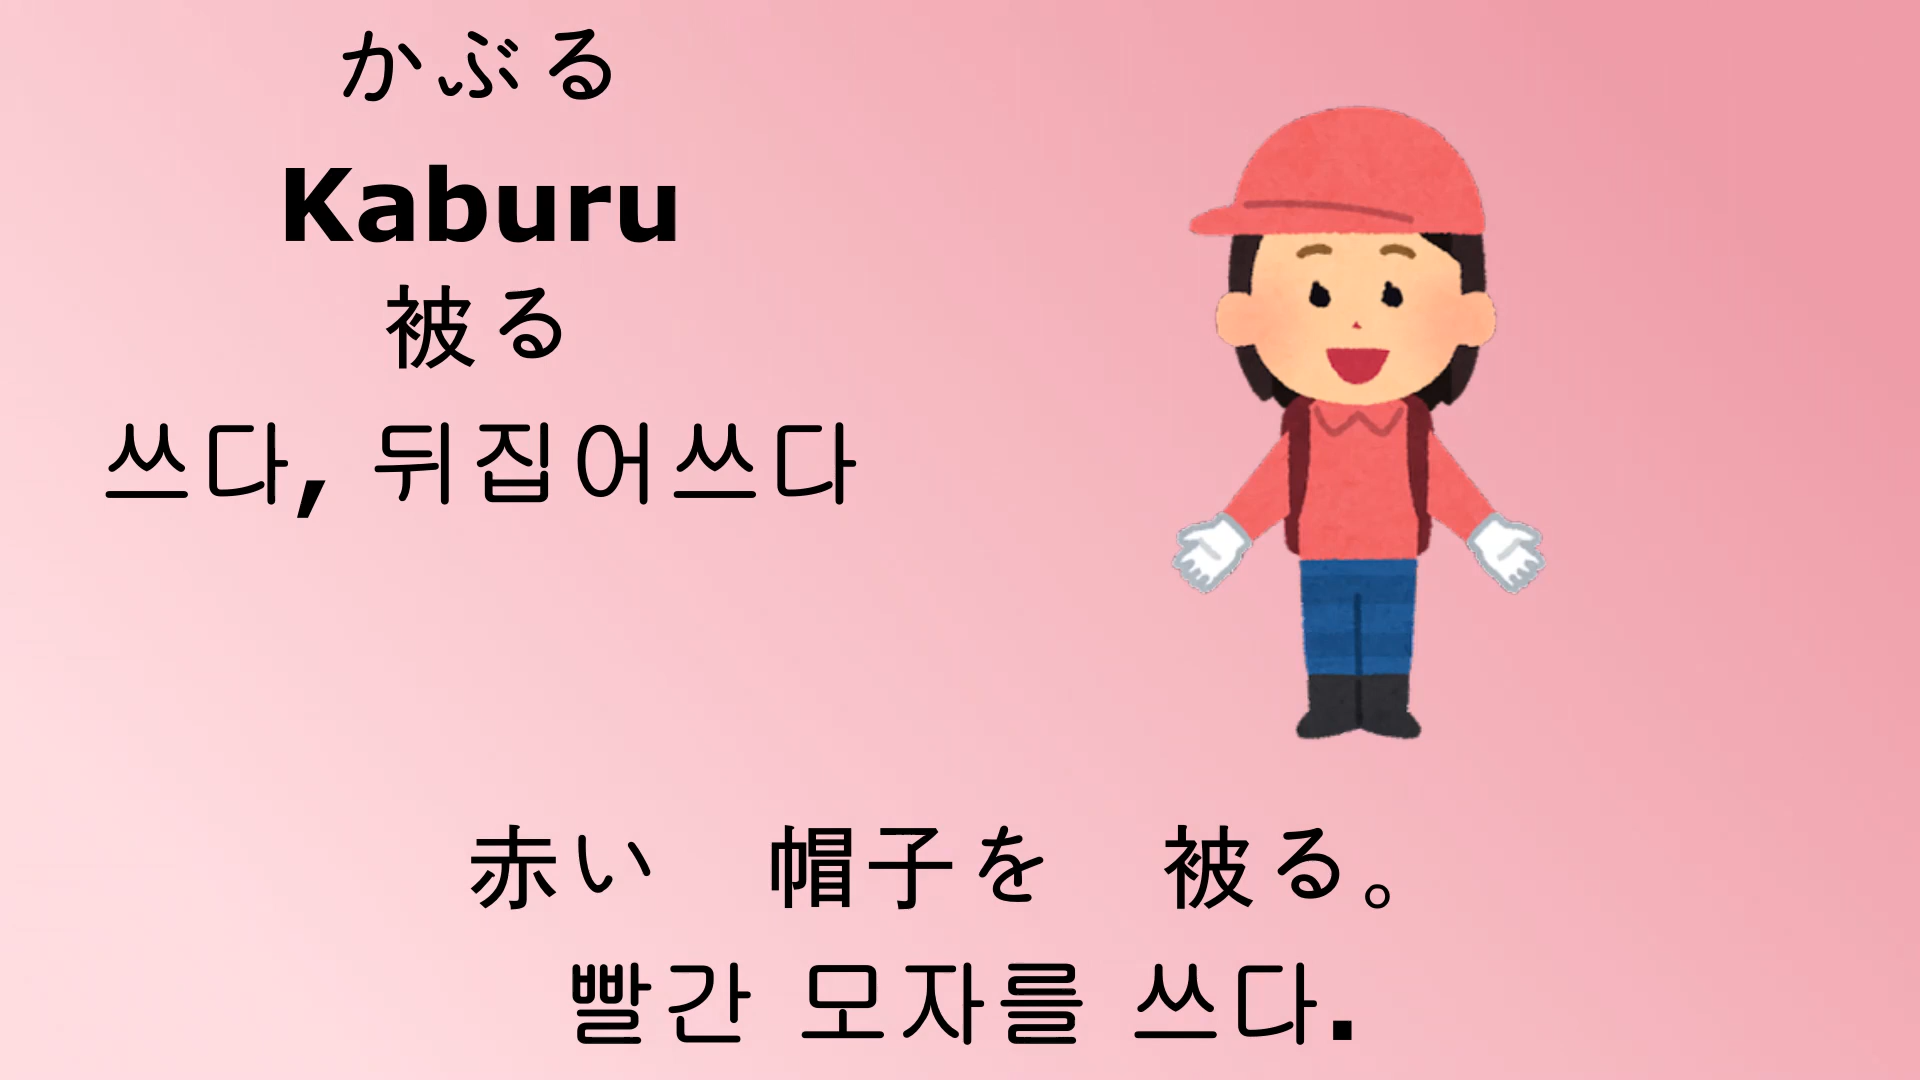 かぶる
Kaburu
被る
쓰다, 뒤집어쓰다
赤い　帽子を　被る。
빨간 모자를 쓰다.